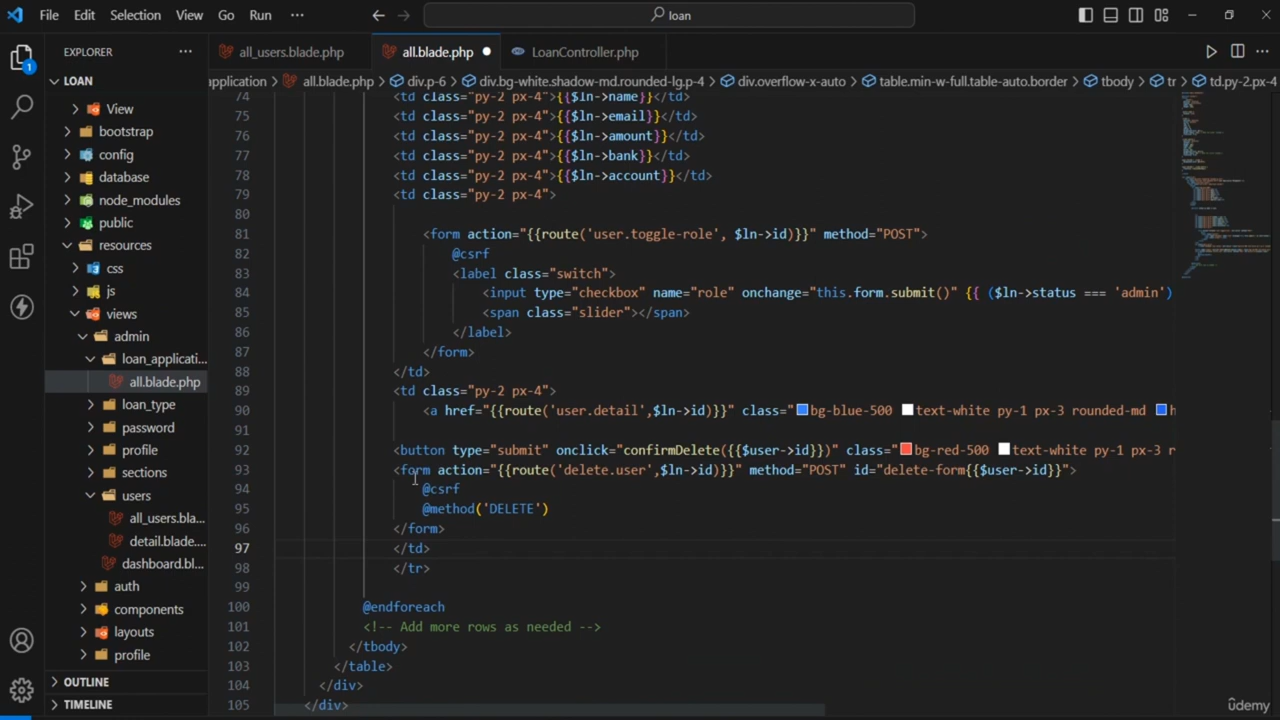 File Edit Selection View Go Run ··· loan
EXPLORER ···
all_users.blade.php all.blade.php LoanController.php
LOAN
application > all.blade.php > div.p-6 > div.bg-white.shadow-md.rounded-lg.p-4 > div.overflow-x-auto > table.min-w-full.table-auto.border > tbody > tr > td.py-2.px-4
View
bootstrap
config
database
node_modules
public
resources
css
js
views
admin
loan_applicati...
all.blade.php
loan_type
password
profile
sections
users
all_users.bla...
detail.blade....
dashboard.bl...
auth
components
layouts
profile
OUTLINE
TIMELINE
74 <td class="py-2 px-4">{{$ln->name}}</td>
75 <td class="py-2 px-4">{{$ln->email}}</td>
76 <td class="py-2 px-4">{{$ln->amount}}</td>
77 <td class="py-2 px-4">{{$ln->bank}}</td>
78 <td class="py-2 px-4">{{$ln->account}}</td>
79 <td class="py-2 px-4">
80
81 <form action="{{route('user.toggle-role', $ln->id)}}" method="POST">
82 @csrf
83 <label class="switch">
84 <input type="checkbox" name="role" onchange="this.form.submit()" {{ ($ln->status === 'admin')
85 <span class="slider"></span>
86 </label>
87 </form>
88 </td>
89 <td class="py-2 px-4">
90 <a href="{{route('user.detail',$ln->id)}}" class="bg-blue-500 text-white py-1 px-3 rounded-md h
91
92 <button type="submit" onclick="confirmDelete({{$user->id}})" class="bg-red-500 text-white py-1 px-3 r
93 <form action="{{route('delete.user',$ln->id)}}" method="POST" id="delete-form{{$user->id}}">
94 @csrf
95 @method('DELETE')
96 </form>
97 </td>
98 </tr>
99
100 @endforeach
101 <!-- Add more rows as needed -->
102 </tbody>
103 </table>
104 </div>
105 </div>
ûdemy